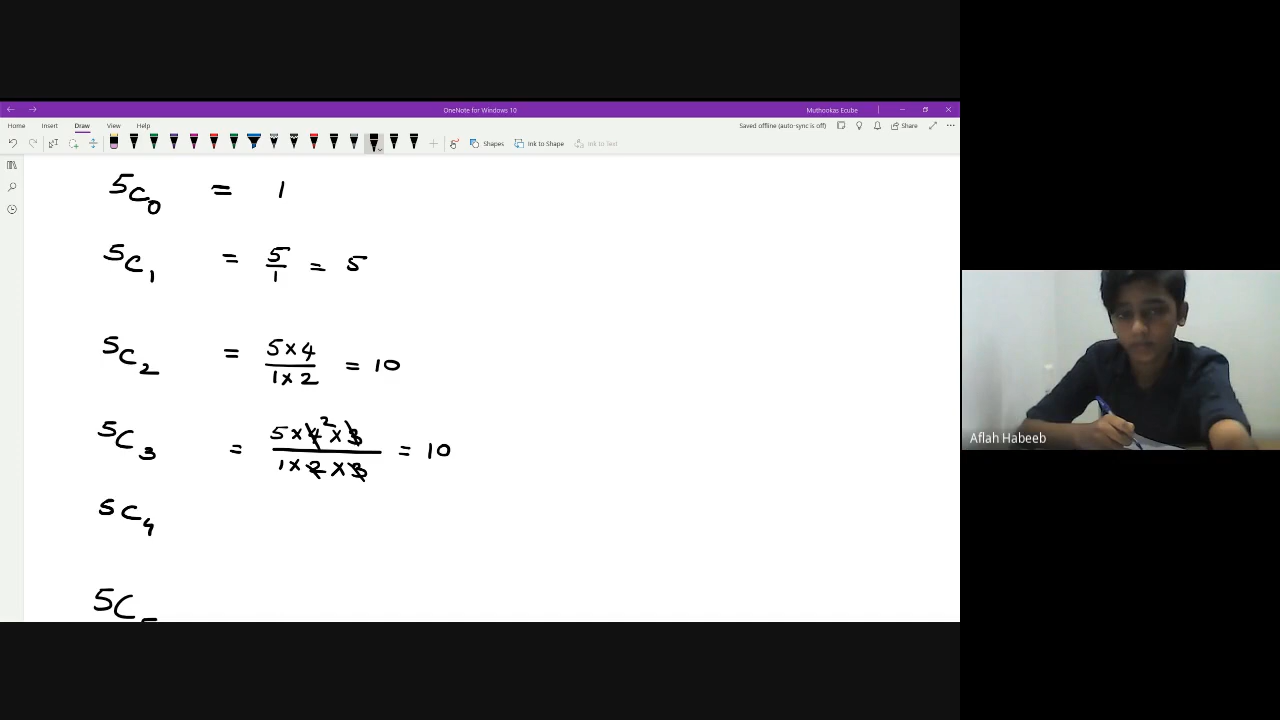 OneNote for Windows 10
Muthookas Ecube
Home Insert Draw View Help
Saved offline (auto-sync is off) Share
Shapes Ink to Shape Ink to Text
⁵C₀ = 1
⁵C₁ = 5/1 = 5
⁵C₂ = 5 × 4 / 1 × 2 = 10
⁵C₃ = 5 × 4² × 3 / 1 × 2 × 3 = 10
Aflah Habeeb
⁵C₄
⁵C